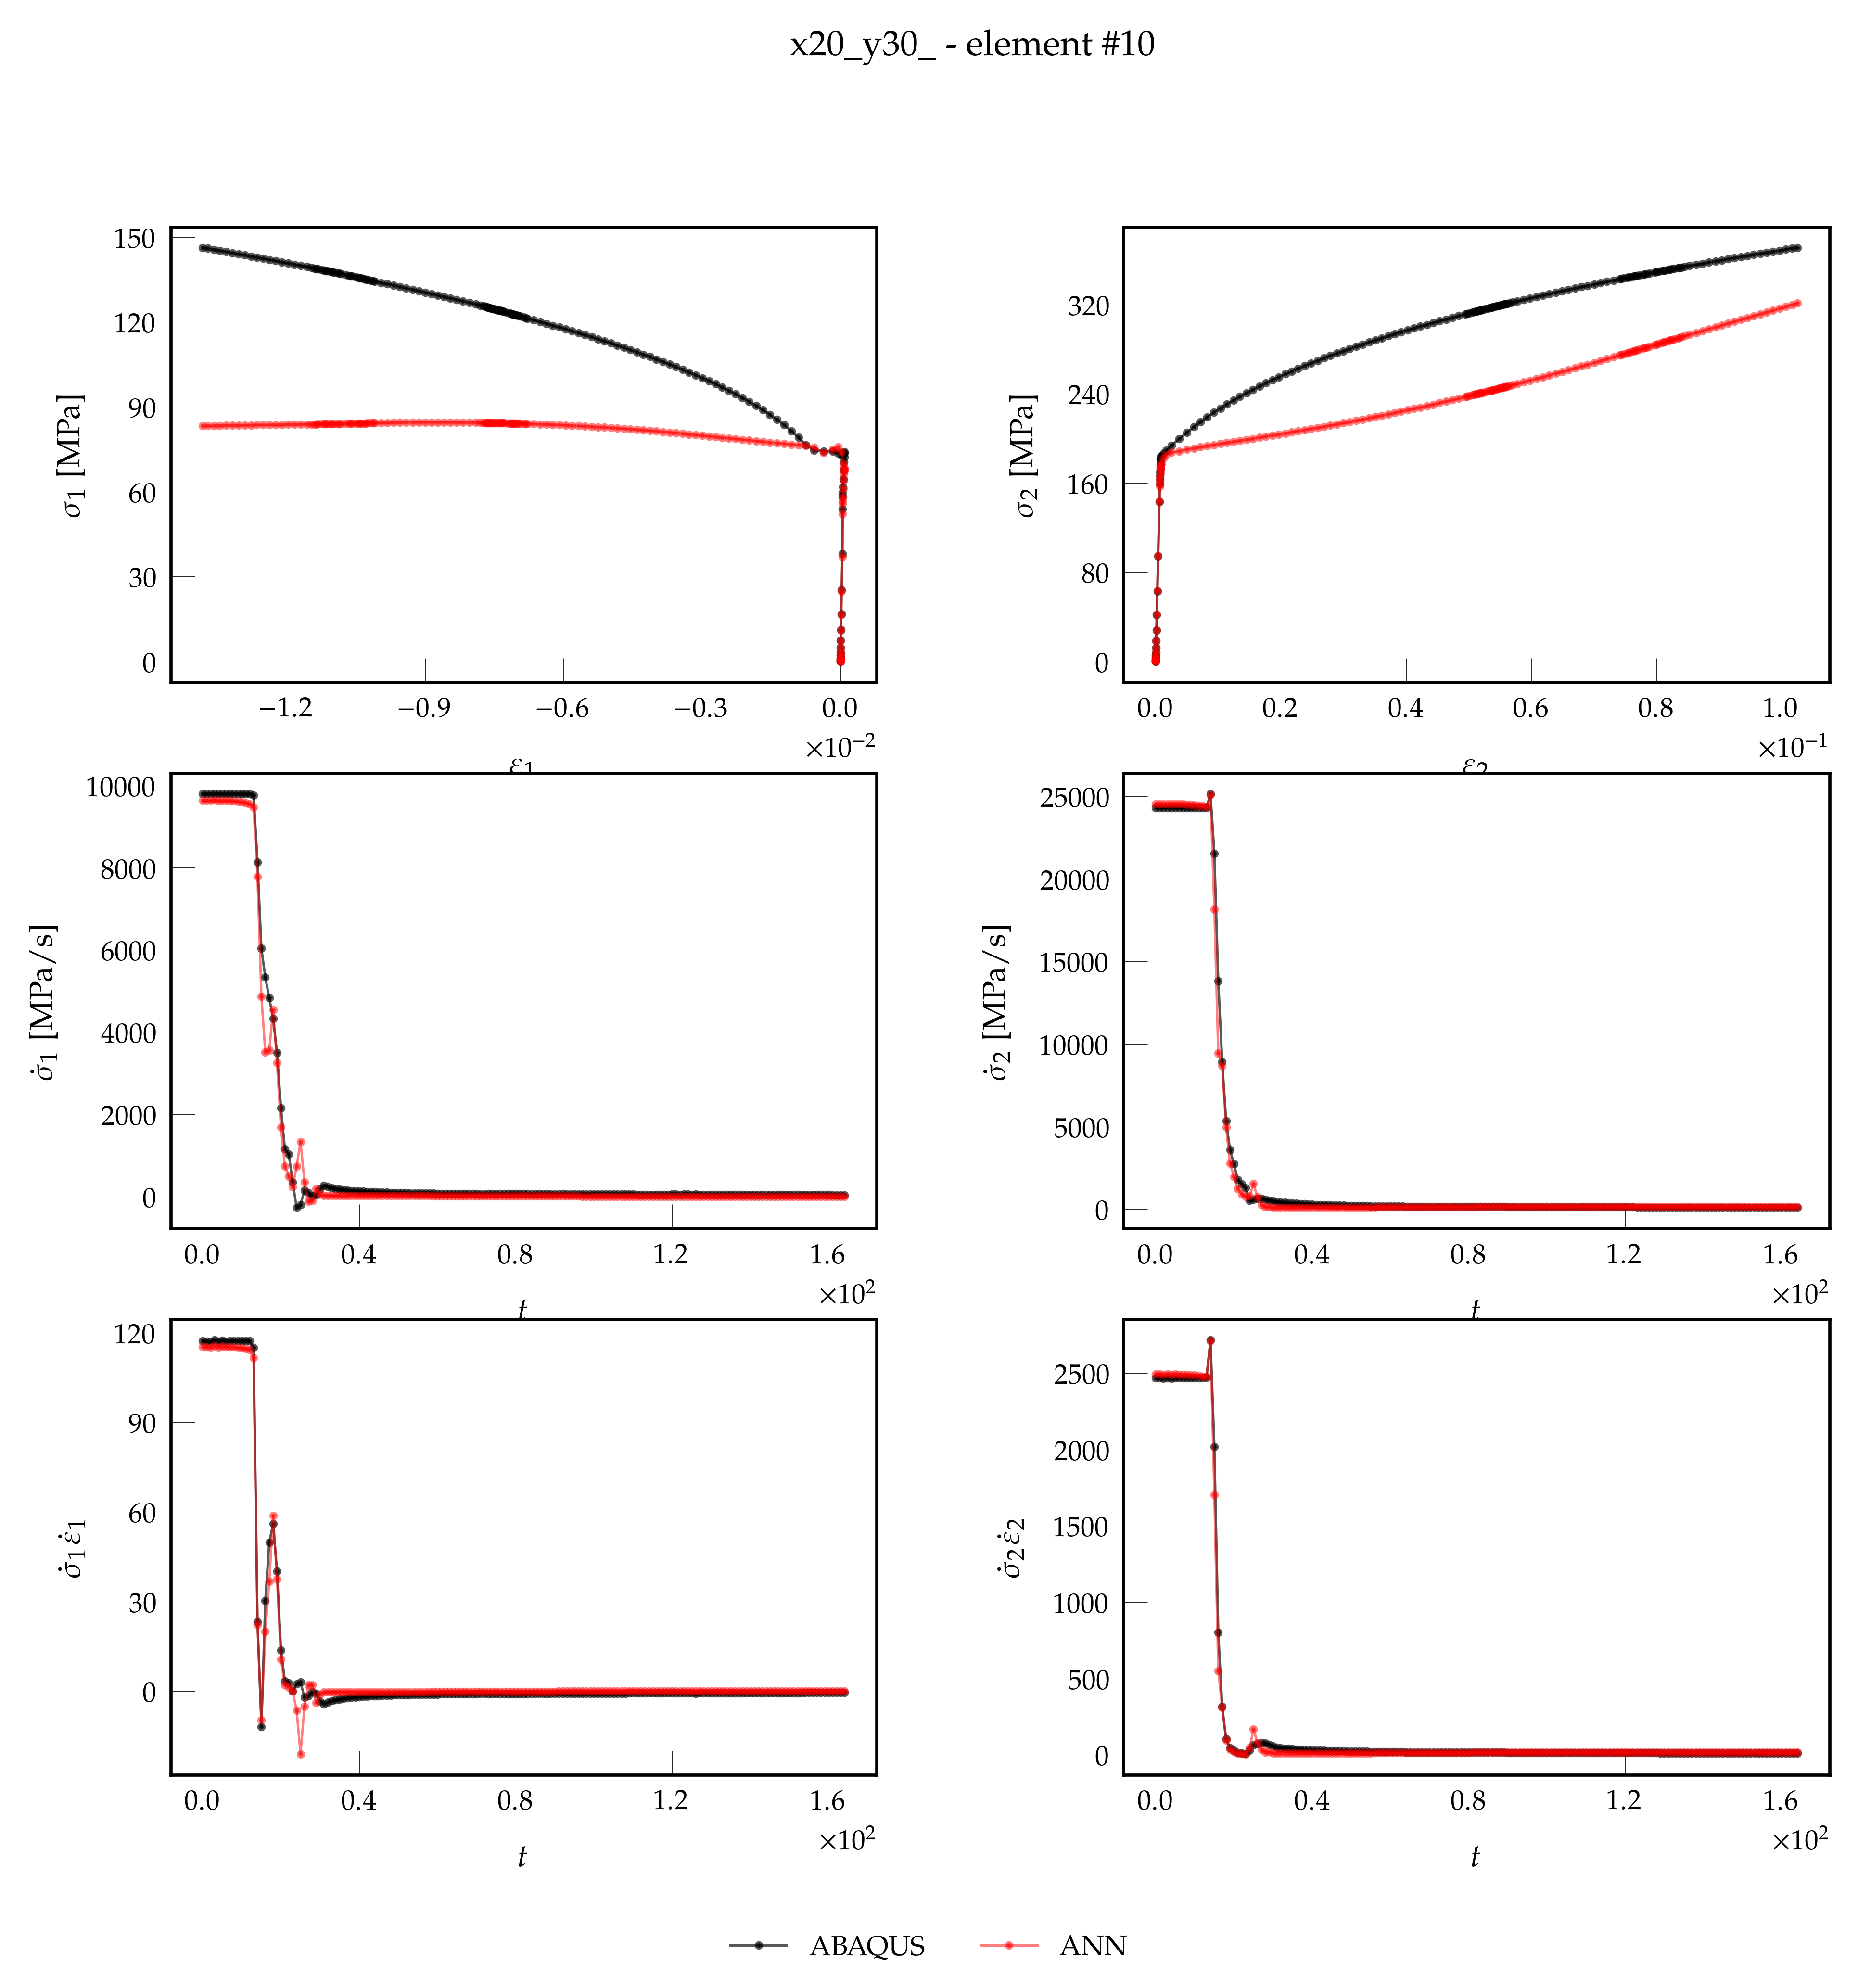 x20_y30_ - element #10
150
120
90
60
30
0
σ₁ [MPa]
−1.2 −0.9 −0.6 −0.3 0.0
×10⁻²
ε₁
320
240
160
80
0
σ₂ [MPa]
0.0 0.2 0.4 0.6 0.8 1.0
×10⁻¹
ε₂
10000
8000
6000
4000
2000
0
σ̇₁ [MPa/s]
0.0 0.4 0.8 1.2 1.6
×10²
t
25000
20000
15000
10000
5000
0
σ̇₂ [MPa/s]
0.0 0.4 0.8 1.2 1.6
×10²
t
120
90
60
30
0
σ̇₁ε̇₁
0.0 0.4 0.8 1.2 1.6
×10²
t
2500
2000
1500
1000
500
0
σ̇₂ε̇₂
0.0 0.4 0.8 1.2 1.6
×10²
t
ABAQUS ANN